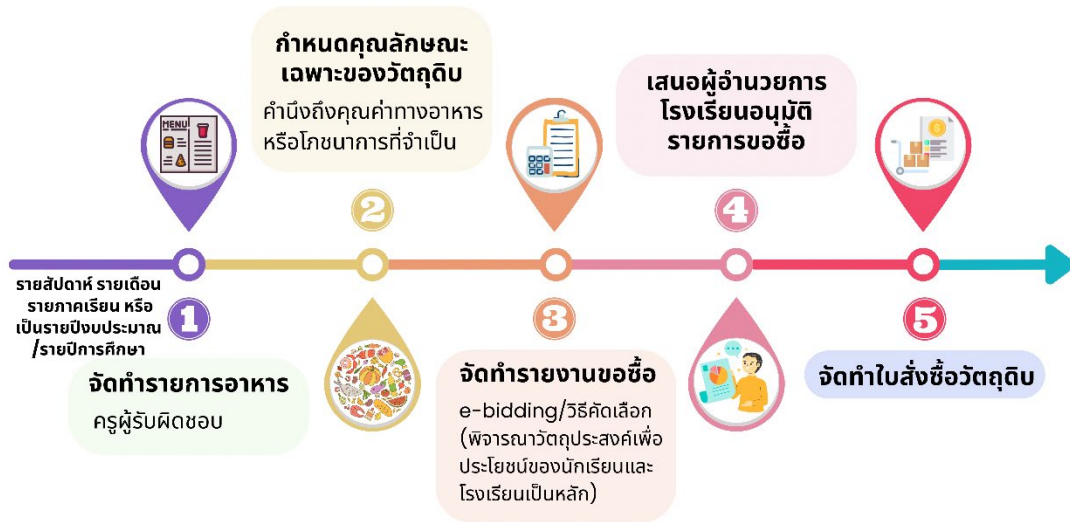 MENU
รายสัปดาห์ รายเดือน
รายภาคเรียน หรือ
เป็นรายปีงบประมาณ
/รายปีการศึกษา
1
จัดทำรายการอาหาร
ครูผู้รับผิดชอบ
กำหนดคุณลักษณะ
เฉพาะของวัตถุดิบ
คำนึงถึงคุณค่าทางอาหาร
หรือโภชนาการที่จำเป็น
2
3
จัดทำรายงานขอซื้อ
e-bidding/วิธีคัดเลือก
(พิจารณาวัตถุประสงค์เพื่อ
ประโยชน์ของนักเรียนและ
โรงเรียนเป็นหลัก)
เสนอผู้อำนวยการ
โรงเรียนอนุมัติ
รายการขอซื้อ
4
5
จัดทำใบสั่งซื้อวัตถุดิบ